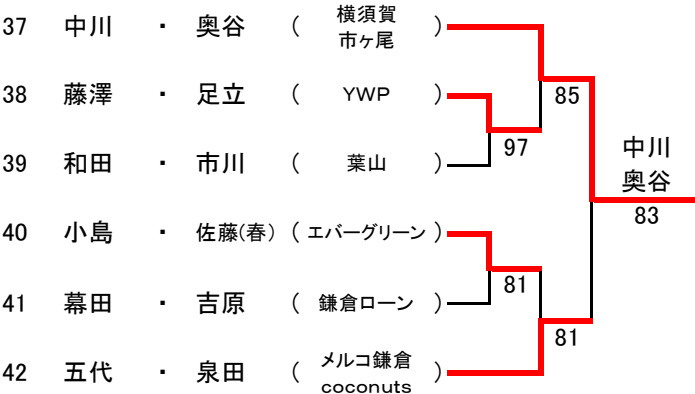 37 中川 ・ 奥谷 ( 横須賀 市ヶ尾 )
38 藤澤 ・ 足立 ( YWP )
85
97
39 和田 ・ 市川 ( 葉山 )
中川
奥谷
83
40 小島 ・ 佐藤(春) ( エバーグリーン )
81
41 幕田 ・ 吉原 ( 鎌倉ローン )
81
42 五代 ・ 泉田 ( メルコ鎌倉 coconuts )